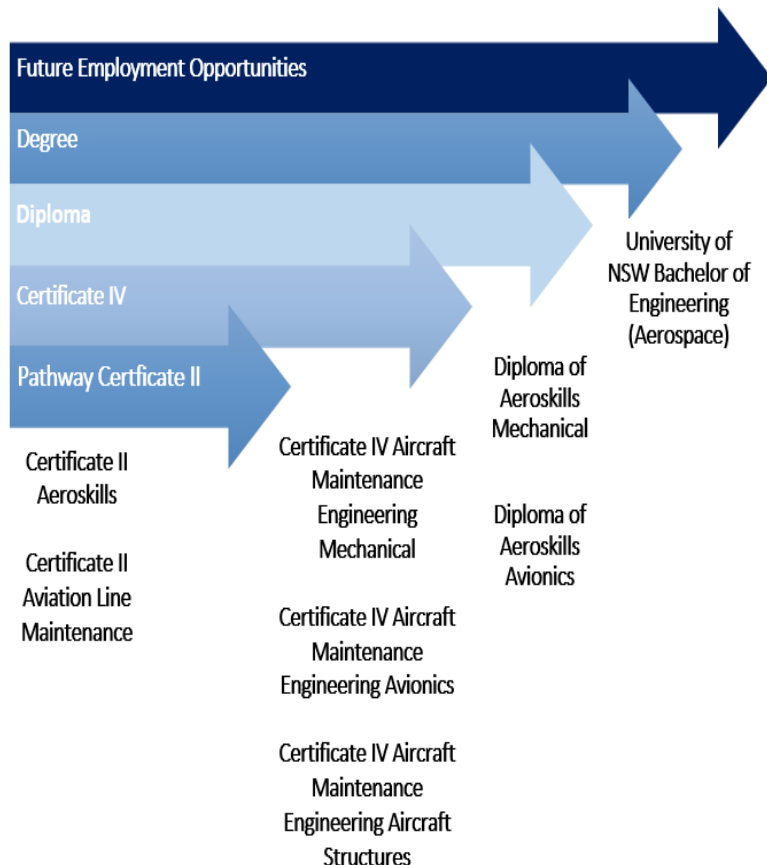 Future Employment Opportunities
Degree
Diploma
Certificate IV
Pathway Certficate II
Certificate II
Aeroskills
Certificate II
Aviation Line
Maintenance
Certificate IV Aircraft
Maintenance
Engineering
Mechanical
Certificate IV Aircraft
Maintenance
Engineering Avionics
Certificate IV Aircraft
Maintenance
Engineering Aircraft
Structures
Diploma of
Aeroskills
Mechanical
Diploma of
Aeroskills
Avionics
University of
NSW Bachelor of
Engineering
(Aerospace)